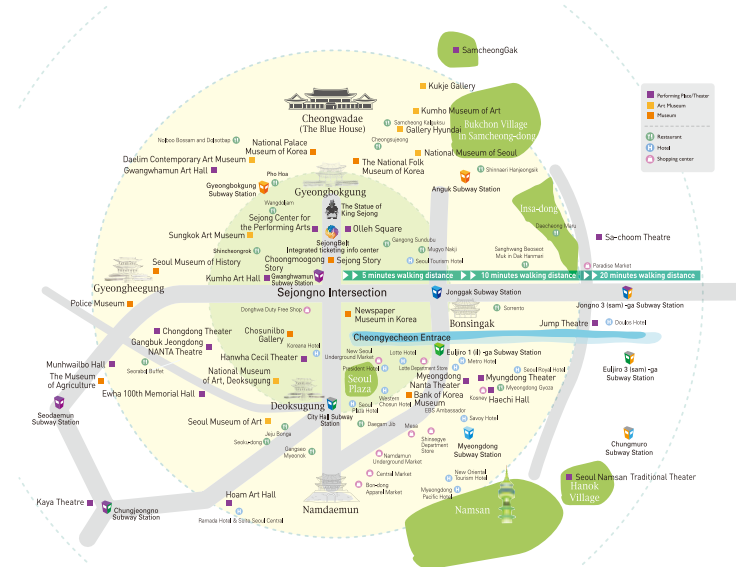 SamcheongGak
Kukje Gallery
Cheongwadae
(The Blue House)
Kumho Museum of Art
Samcheong Kalguksu
Gallery Hyundai
Bukchon Village
in Samcheong-dong
Performing Place/Theater
Art Museum
Museum
Restaurant
Hotel
Shopping center
Nolboo Bossam and Dolsotbap
Cheongsujeong
National Palace
Museum of Korea
National Museum of Seoul
Daelim Contemporary Art Museum
Gwangwhamun Art Hall
The National Folk
Museum of Korea
Shinnaeri Hanjeongsik
Pho Hoa
Gyeongbokgung
Subway Station
Gyeongbokgung
Anguk Subway Station
Wangdoljam
The Statue of
King Sejong
Insa-dong
Sejong Center for
the Performing Arts
Olleh Square
Daecheong Maru
Sungkok Art Museum
SejongBelt
Integrated ticketing info center
Gangong Sundubu
Sa-choom Theatre
Shincheongrok
Mugyo Nakji
Sanghwang Beoseot
Muk in Dak Hanmari
Choongmoogong
Story
Sejong Story
Seoul Tourism Hotel
Paradise Market
Seoul Museum of History
Gyeongheegung
Kumho Art Hall
Gwanghwamun
Subway Station
5 minutes walking distance
10 minutes walking distance
20 minutes walking distance
Sejongno Intersection
Jonggak Subway Station
Jongno 3 (sam) -ga Subway Station
Police Museum
Donghwa Duty Free Shop
Newspaper
Museum in Korea
Bonsingak
Sorrento
Jump Theatre
Doulos Hotel
Chongdong Theater
Chosunilbo
Gallery
Cheongyecheon Entrace
Gangbuk Jeongdong
NANTA Theatre
Koreana Hotel
New Seoul
Underground Market
Lotte Hotel
Euljiro 1 (il) -ga Subway Station
Hanwha Cecil Theater
President Hotel
Lotte Department Store
Metro Hotel
Euljiro 3 (sam) -ga
Subway Station
Munhwailbo Hall
Seorabul Buffet
Seoul Royal Hotel
The Museum
of Agriculture
National Museum
of Art, Deoksugung
Seoul
Plaza
Myeongdong
Nanta Theater
Myungdong Theater
Myeongdong Gyoza
Ewha 100th Memorial Hall
Western
Chosun Hotel
Bank of Korea
Museum
Kosney
Haechi Hall
Seodaemun
Subway Station
Deoksugung
City Hall Subway
Station
Seoul
Plaza Hotel
EBS Ambassador
Savoy Hotel
Seoul Museum of Art
Jeju Bonga
Daegam Jib
Mesa
Shinsegye
Department
Store
Myeongdong
Subway Station
Chungmuro
Subway Station
Seoku-dong
Gangseo
Myeonok
Namdamun
Underground Market
Central Market
New Oriental
Tourism Hotel
Seoul Namsan Traditional Theater
Bon-dong
Apparel Market
Myeongdong
Pacific Hotel
Hanok
Village
Kaya Theatre
Chungjeongno
Subway Station
Hoam Art Hall
Namdaemun
Namsan
Ramada Hotel & Suite Seoul Central